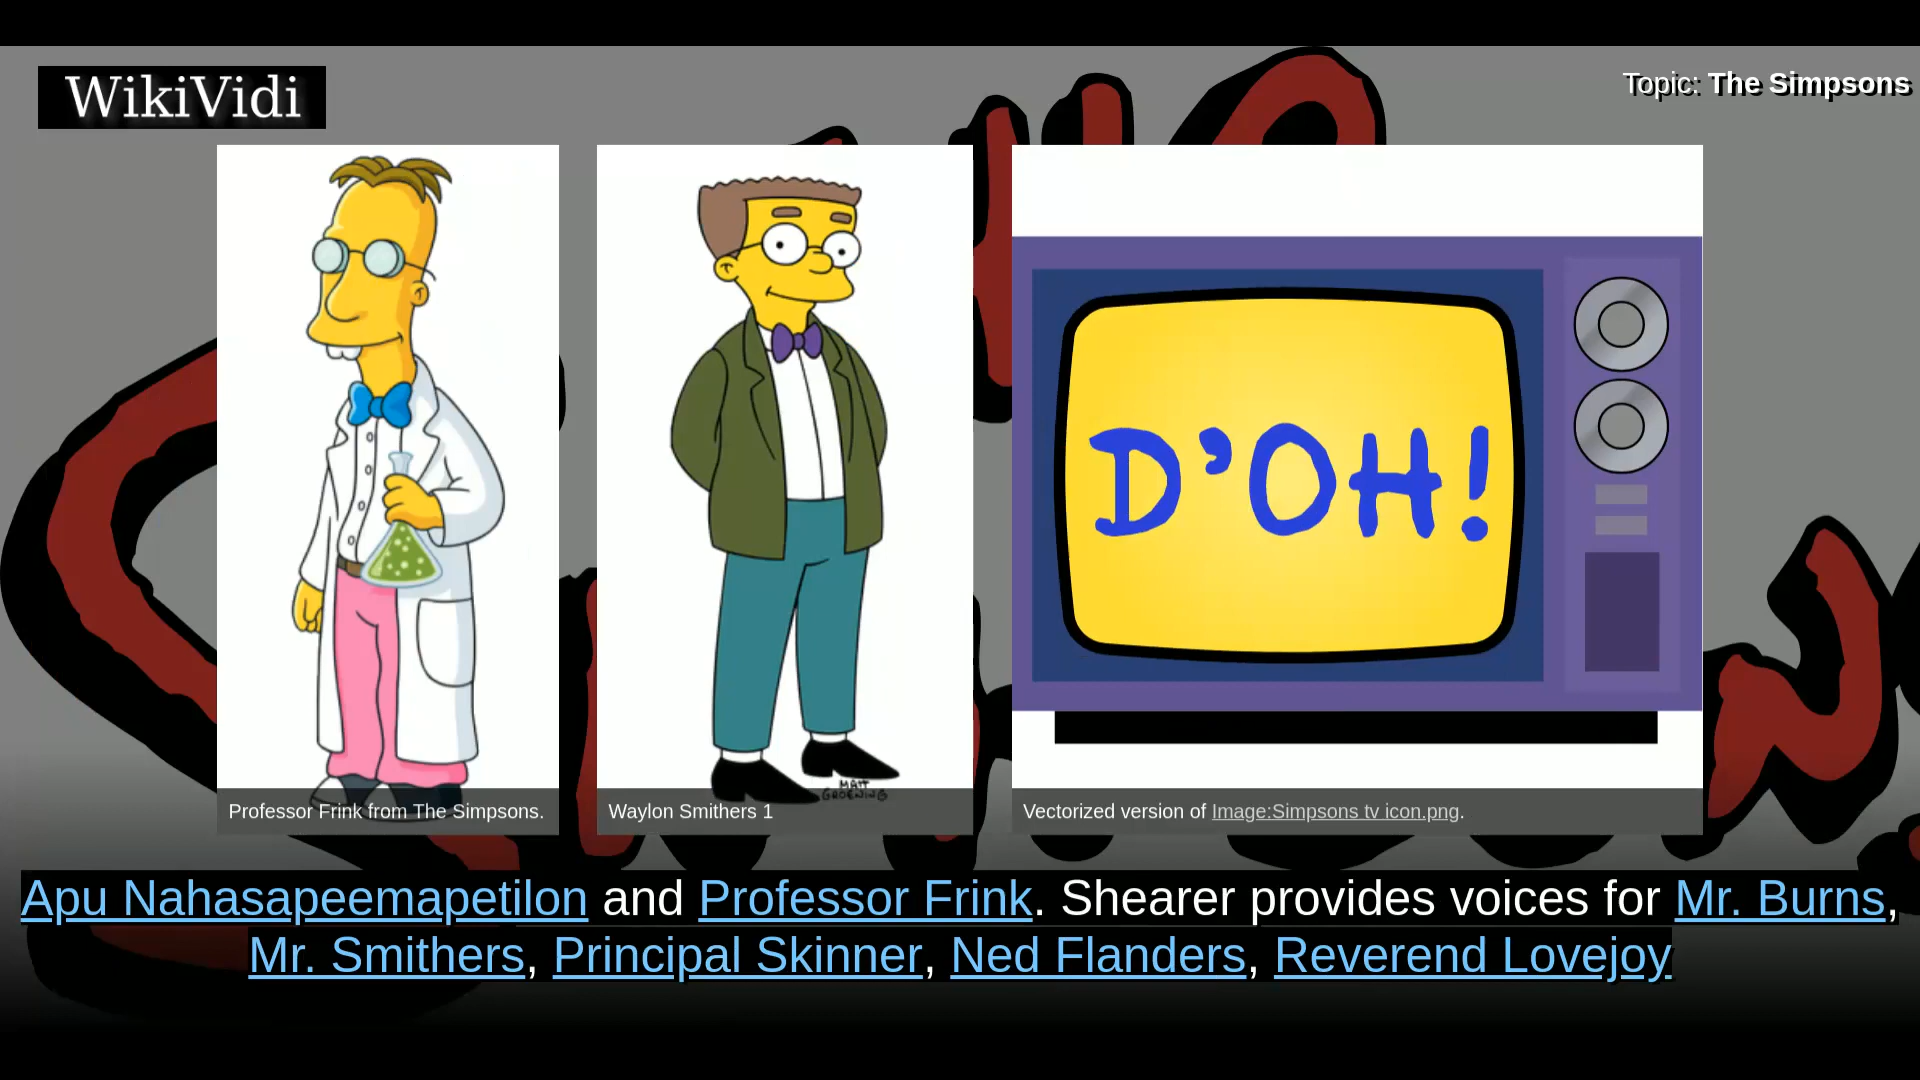 WikiVidi
Topic: The Simpsons
D'OH!
MATT
GROENING
Professor Frink from The Simpsons.
Waylon Smithers 1
Vectorized version of Image:Simpsons tv icon.png.
Apu Nahasapeemapetilon and Professor Frink. Shearer provides voices for Mr. Burns,
Mr. Smithers, Principal Skinner, Ned Flanders, Reverend Lovejoy